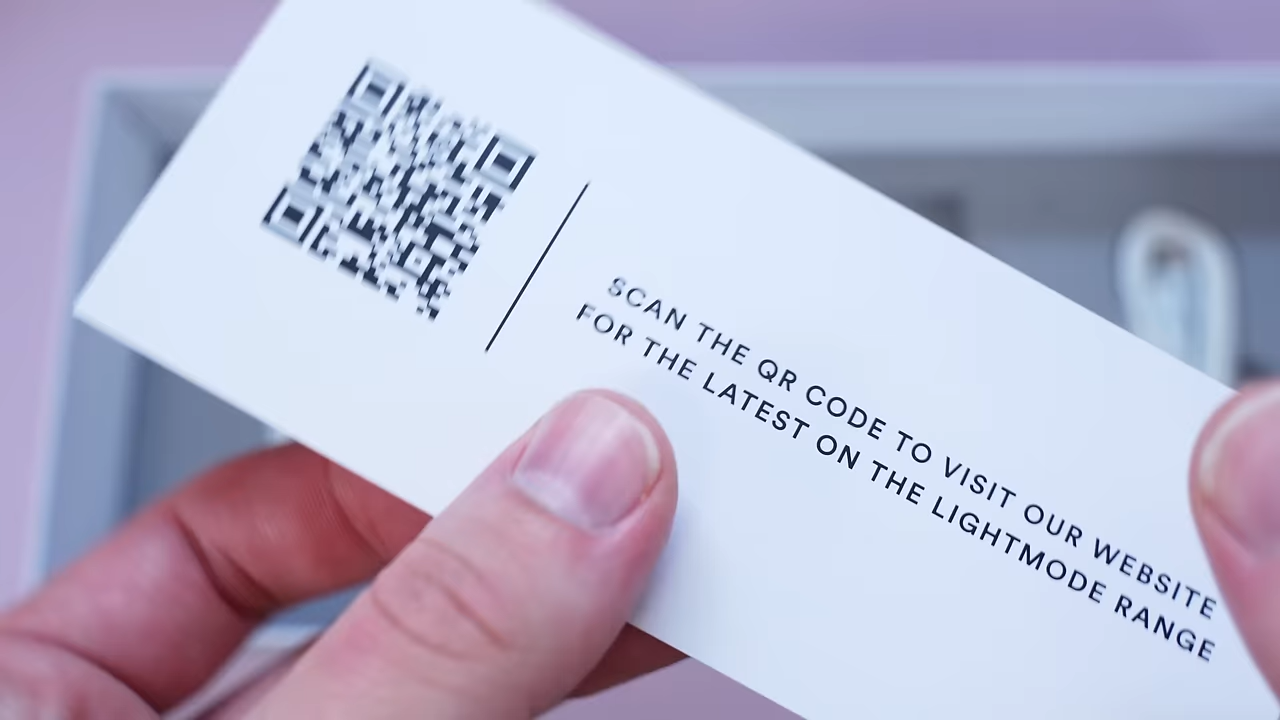 SCAN THE QR CODE TO VISIT OUR WEBSITE
FOR THE LATEST ON THE LIGHTMODE RANGE